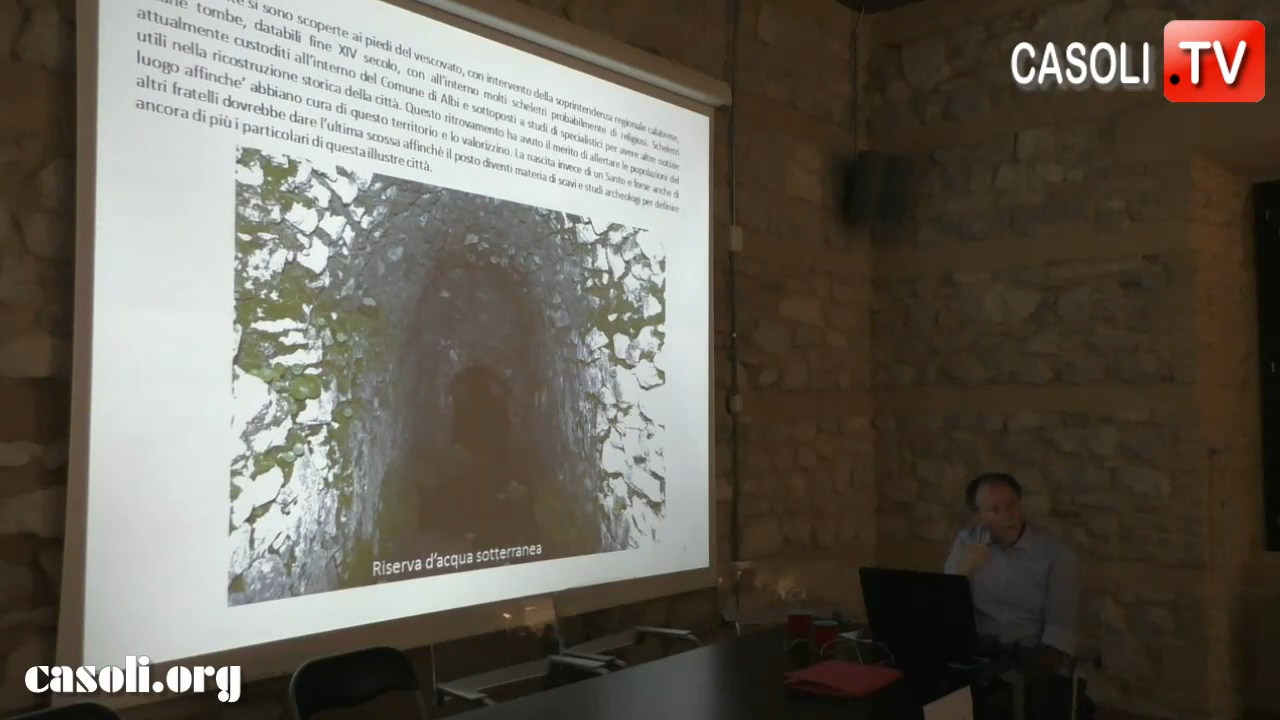 si sono scoperte ai piedi del vescovato, con intervento della soprintendenza regionale calabrese,
tombe, databili fine XIV secolo, con all'interno molti scheletri probabilmente di religiosi. Scheletri
attualmente custoditi all'interno del Comune di Albi e sottoposti a studi di specialistici per avere altre notizie
utili nella ricostruzione storica della città. Questo ritrovamento ha avuto il merito di allertare le popolazioni del
luogo affinche' abbiano cura di questo territorio e lo valorizzino. La nascita invece di un Santo e forse anche di
altri fratelli dovrebbe dare l'ultima scossa affinchè il posto diventi materia di scavi e studi archeologi per definire
ancora di più i particolari di questa illustre città.
Riserva d'acqua sotterranea
CASOLI .TV
casoli.org